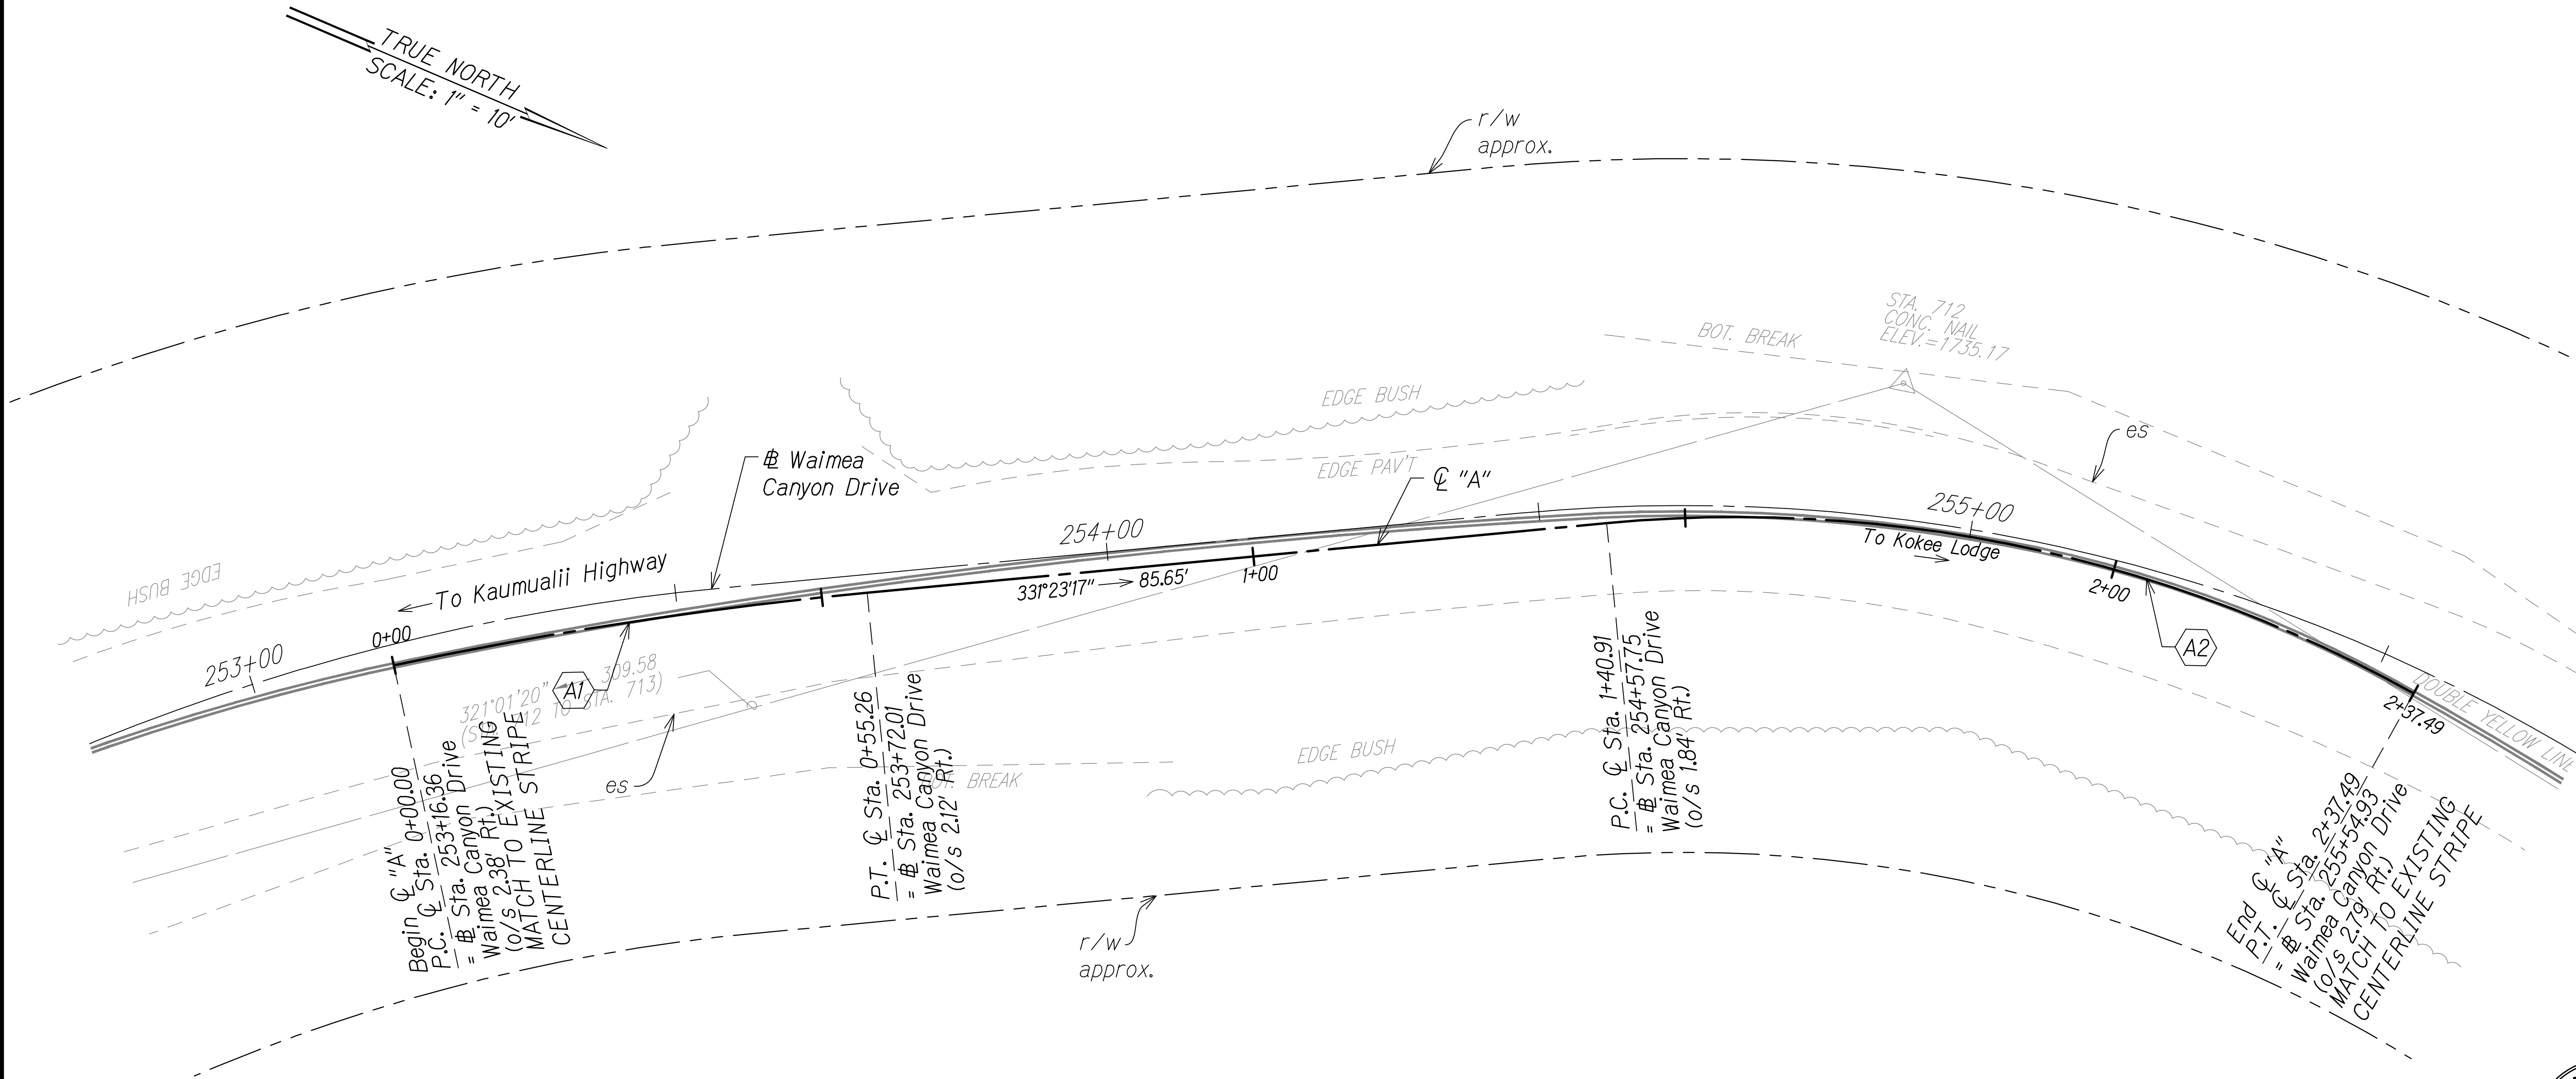 TRUE NORTH
SCALE: 1" = 10'
r/w
approx.
STA. 712
CONC. NAIL
ELEV.=1735.17
BOT. BREAK
EDGE BUSH
EDGE PAV'T
es
℄ "A"
Waimea
Canyon Drive
254+00
255+00
To Kokee Lodge
To Kaumualii Highway
EDGE BUSH
0+00
253+00
331°23'17" 85.65'
1+00
2+00
A2
A1
321°01'20" 309.58
TO STA. 713)
es
BOT. BREAK
EDGE BUSH
2+37.49
DOUBLE YELLOW LINE
Begin ℄ "A"
P.C. ℄ Sta. 0+00.00
= Sta. 253+16.36
Waimea Canyon Drive
(o/s 2.38' Rt.)
MATCH TO EXISTING
CENTERLINE STRIPE
P.T. ℄ Sta. 0+55.26
= Sta. 253+72.01
Waimea Canyon Drive
(o/s 2.12' Rt.)
P.C. ℄ Sta. 1+40.91
= Sta. 254+57.75
Waimea Canyon Drive
(o/s 1.84' Rt.)
End ℄ "A"
P.T. ℄ Sta. 2+37.49
= Sta. 255+54.93
Waimea Canyon Drive
(o/s 2.79' Rt.)
MATCH TO EXISTING
CENTERLINE STRIPE
r/w
approx.